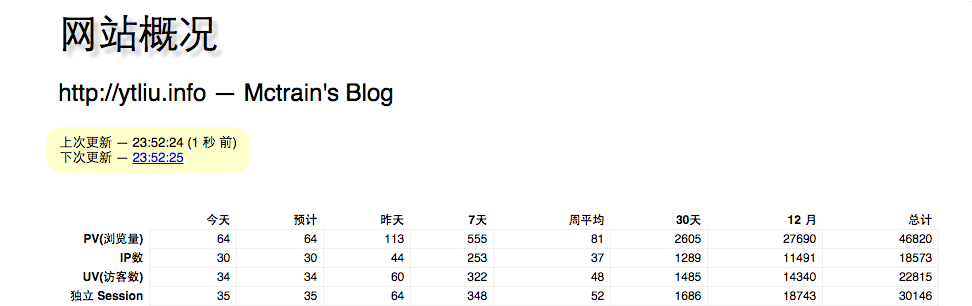 网站概况
http://ytliu.info — Mctrain's Blog
上次更新 — 23:52:24 (1 秒 前)
下次更新 — 23:52:25
今天 预计 昨天 7天 周平均 30天 12 月 总计
PV(浏览量) 64 64 113 555 81 2605 27690 46820
IP数 30 30 44 253 37 1289 11491 18573
UV(访客数) 34 34 60 322 48 1485 14340 22815
独立 Session 35 35 64 348 52 1686 18743 30146